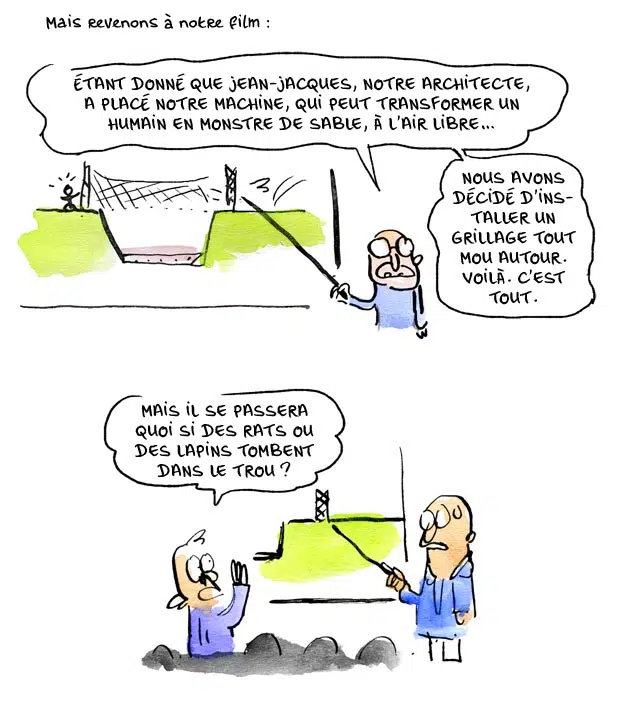 Mais revenons à notre film :
ÉTANT DONNÉ QUE JEAN-JACQUES, NOTRE ARCHITECTE,
A PLACÉ NOTRE MACHINE, QUI PEUT TRANSFORMER UN
HUMAIN EN MONSTRE DE SABLE, À L'AIR LIBRE...
NOUS AVONS
DÉCIDÉ D'INS-
TALLER UN
GRILLAGE TOUT
MOU AUTOUR.
VOILÀ. C'EST
TOUT.
MAIS IL SE PASSERA
QUOI SI DES RATS OU
DES LAPINS TOMBENT
DANS LE TROU ?